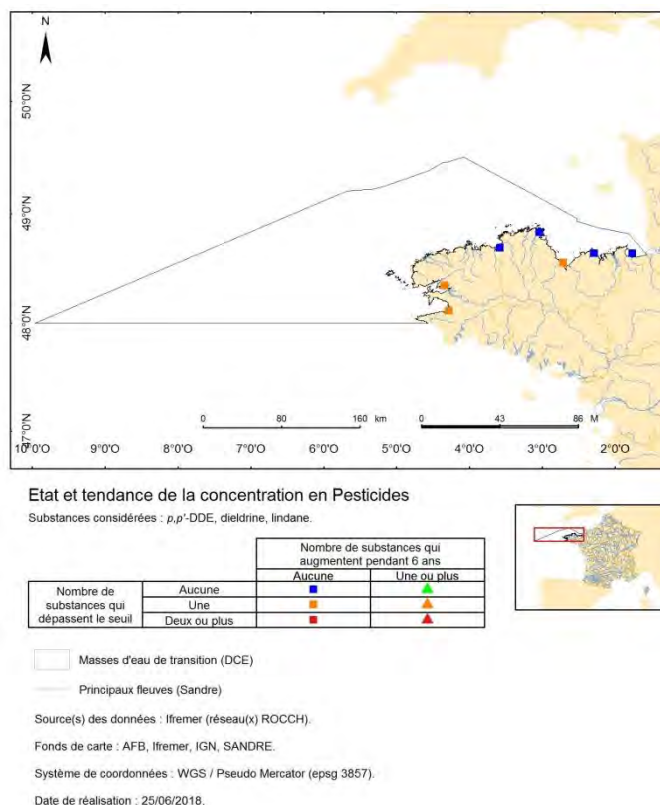 N
50°0'N
49°0'N
48°0'N
47°0'N
0 80 160 km
0 43 86 M
10°0'O 9°0'O 8°0'O 7°0'O 6°0'O 5°0'O 4°0'O 3°0'O 2°0'O
Etat et tendance de la concentration en Pesticides
Substances considérées : p,p'-DDE, dieldrine, lindane.
Nombre de substances qui
augmentent pendant 6 ans
Aucune Une ou plus
Nombre de
substances qui
dépassent le seuil
Aucune
Une
Deux ou plus
Masses d'eau de transition (DCE)
Principaux fleuves (Sandre)
Source(s) des données : Ifremer (réseau(x) ROCCH).
Fonds de carte : AFB, Ifremer, IGN, SANDRE.
Système de coordonnées : WGS / Pseudo Mercator (epsg 3857).
Date de réalisation : 25/06/2018.